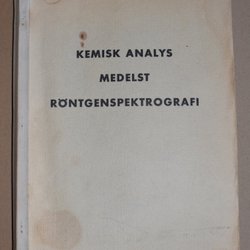 KEMISK ANALYS
MEDELST
RÖNTGENSPEKTROGRAFI